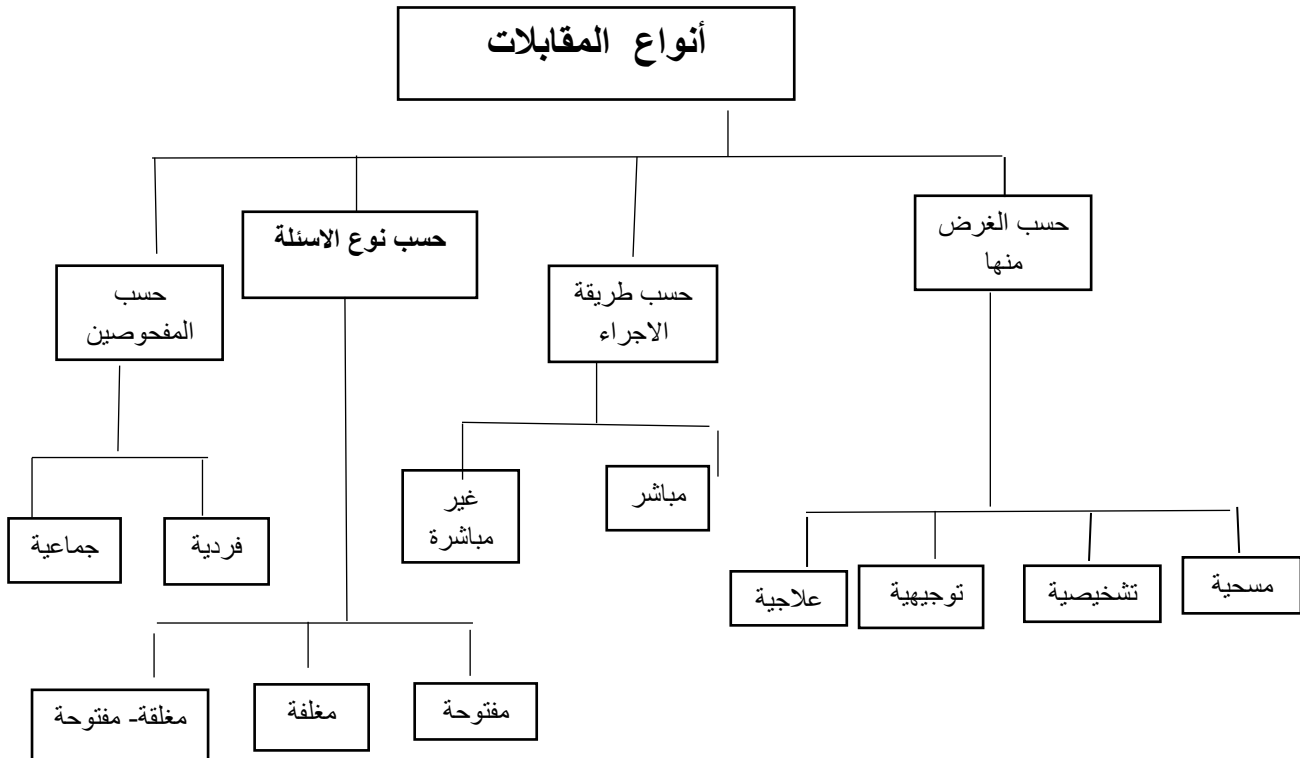 أنواع المقابلات
حسب الغرض
منها
حسب نوع الاسئلة
حسب طريقة
الاجراء
حسب
المفحوصين
مباشر
غير
مباشرة
فردية
جماعية
مسحية
تشخيصية
توجيهية
علاجية
مفتوحة
مغلفة
مغلقة- مفتوحة